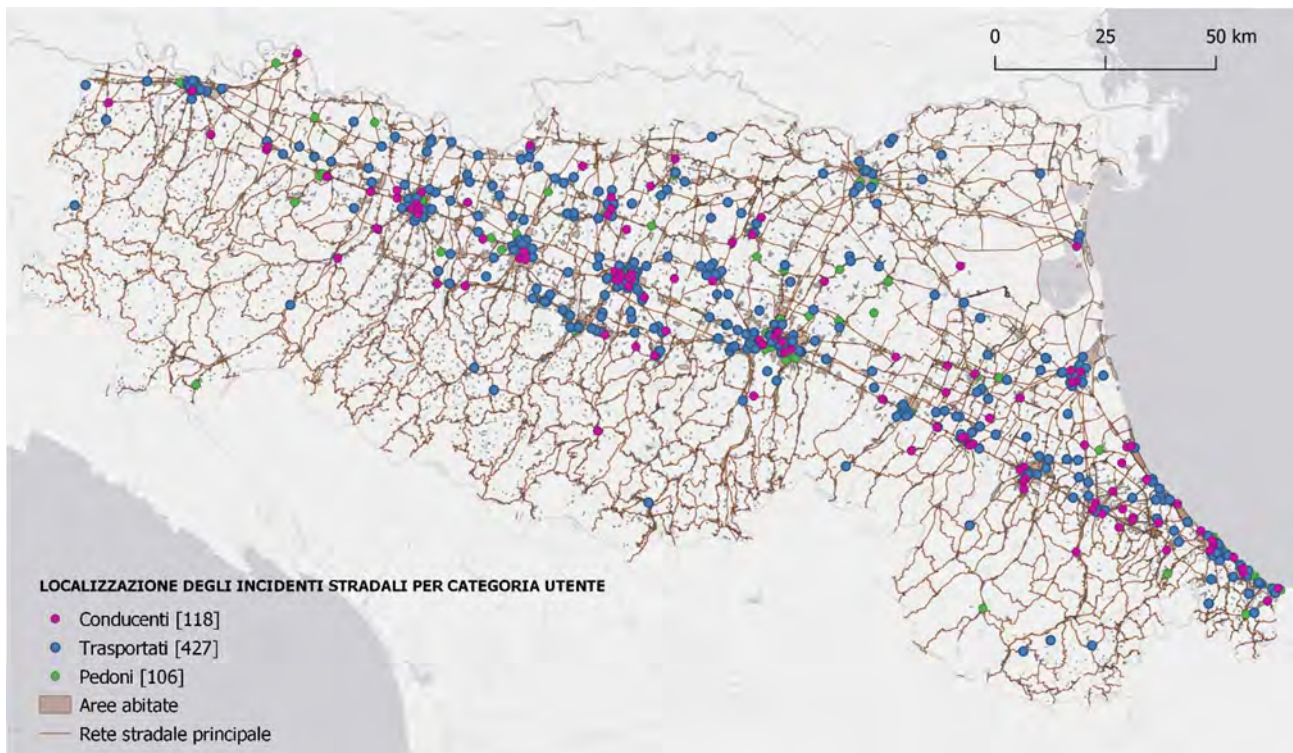 0 25 50 km
LOCALIZZAZIONE DEGLI INCIDENTI STRADALI PER CATEGORIA UTENTE
Conducenti [118]
Trasportati [427]
Pedoni [106]
Aree abitate
Rete stradale principale